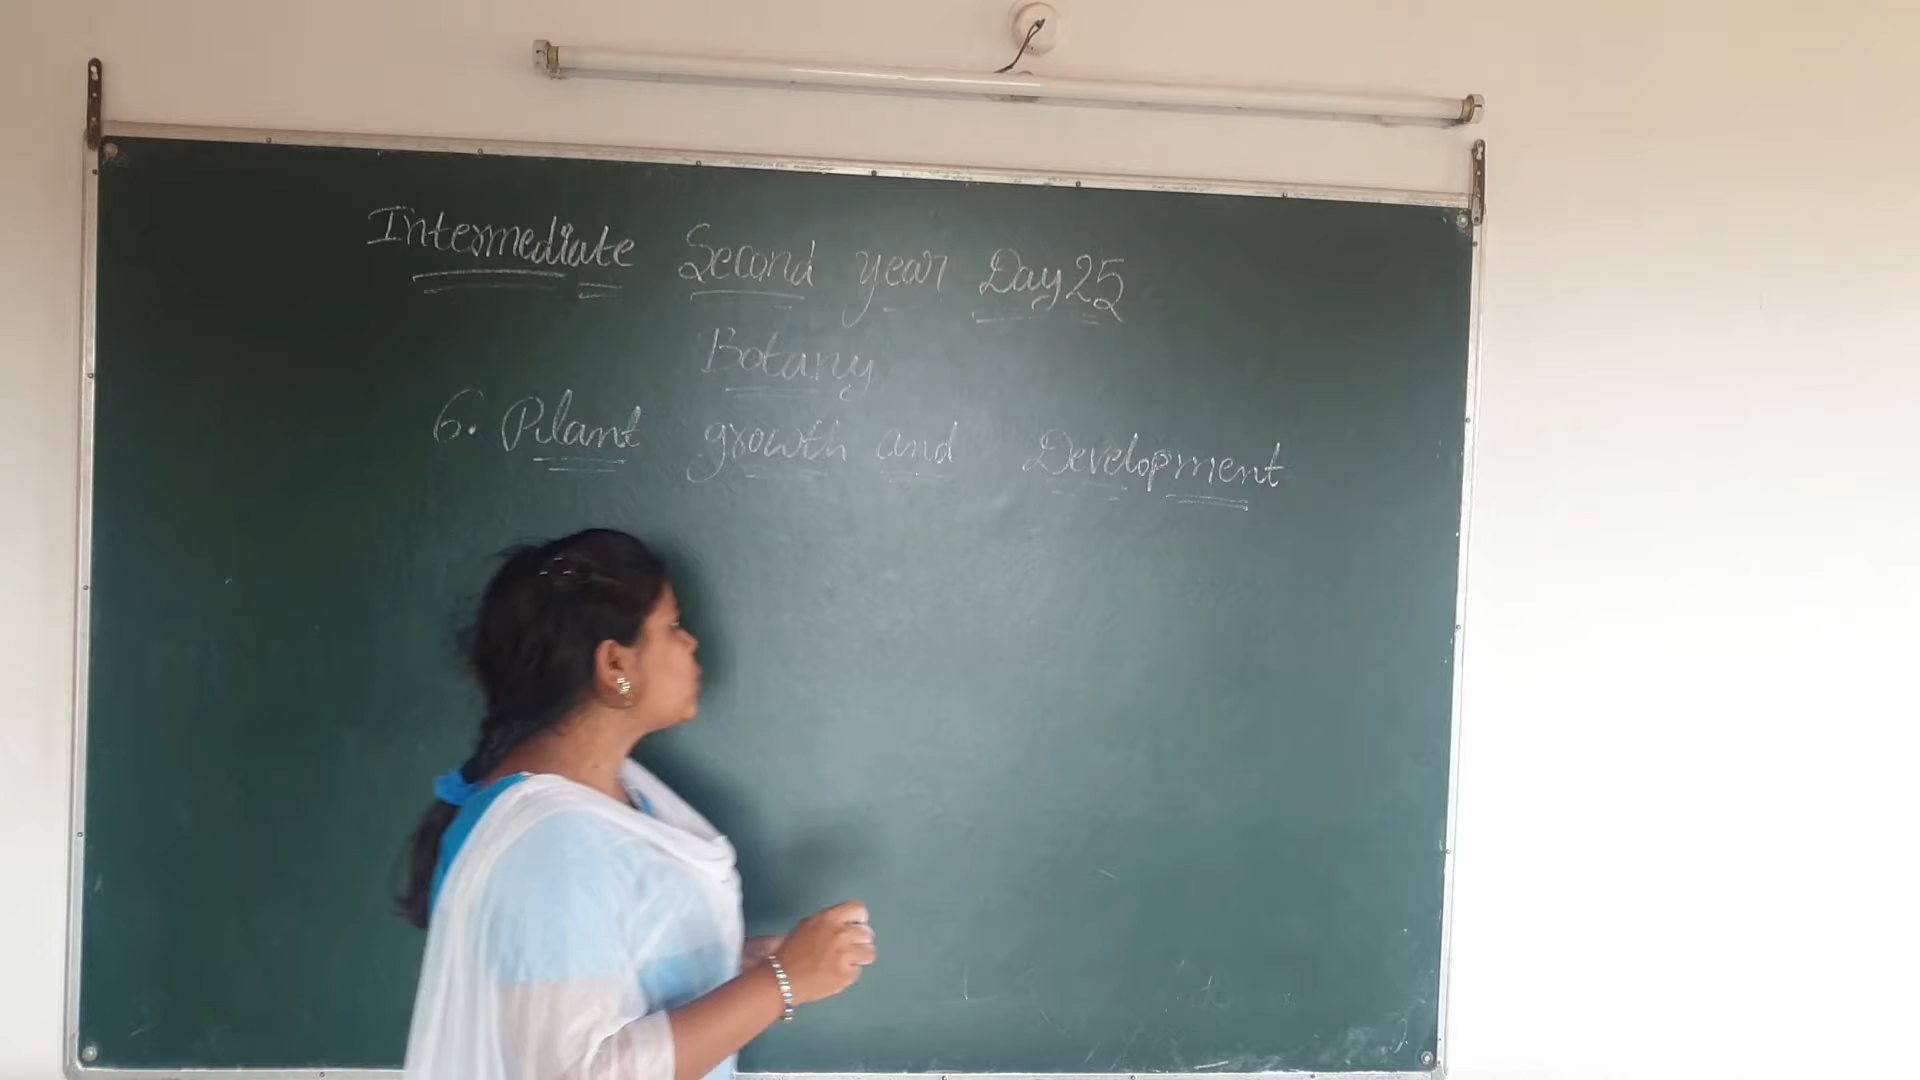 Intermediate Second year Day 25
Botany
6. Plant growth and Development